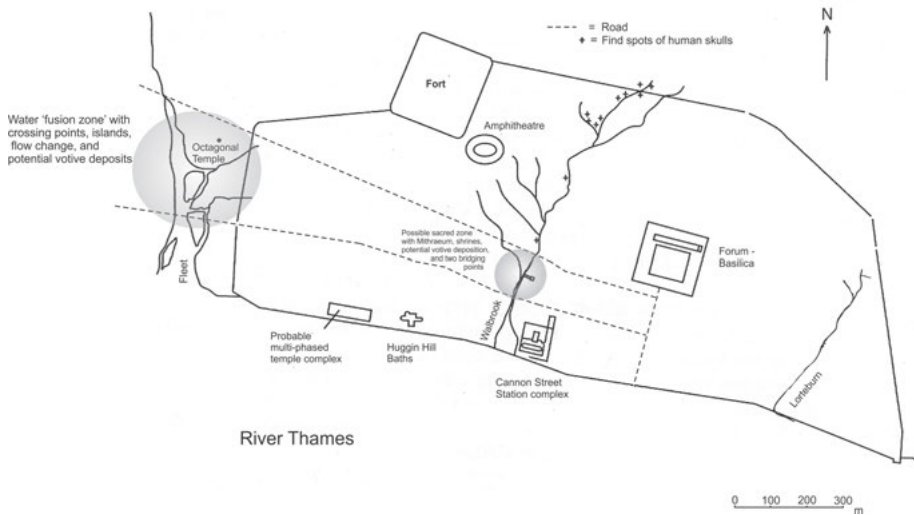 = Road
= Find spots of human skulls
N
Fort
Water 'fusion zone' with
crossing points, islands,
flow change, and
potential votive deposits
Octagonal
Temple
Amphitheatre
Possible sacred zone
with Mithraeum, shrines,
potential votive deposition,
and two bridging
points
Forum -
Basilica
Fleet
Walbrook
Probable
multi-phased
temple complex
Huggin Hill
Baths
Cannon Street
Station complex
Lorteburn
River Thames
0 100 200 300
m